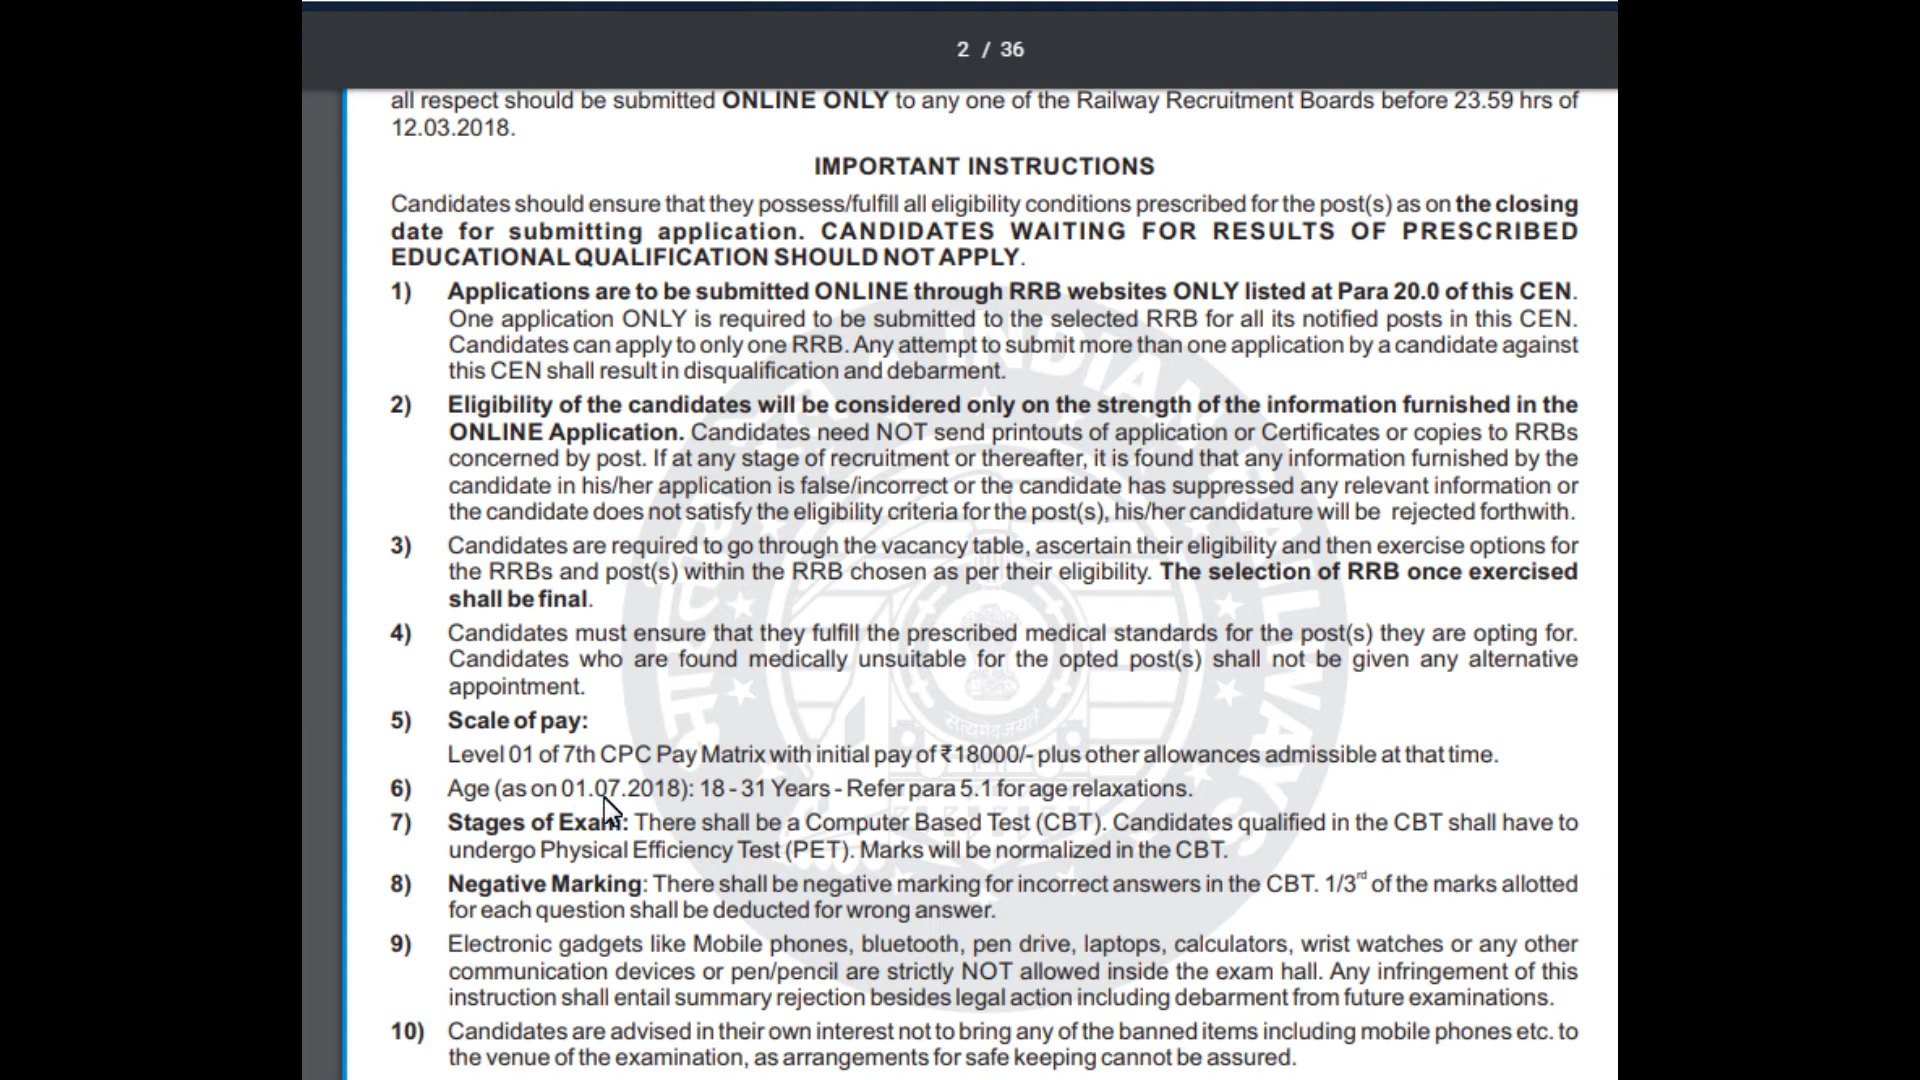 2 / 36
all respect should be submitted ONLINE ONLY to any one of the Railway Recruitment Boards before 23.59 hrs of
12.03.2018.
IMPORTANT INSTRUCTIONS
Candidates should ensure that they possess/fulfill all eligibility conditions prescribed for the post(s) as on the closing
date for submitting application. CANDIDATES WAITING FOR RESULTS OF PRESCRIBED
EDUCATIONAL QUALIFICATION SHOULD NOT APPLY.
1) Applications are to be submitted ONLINE through RRB websites ONLY listed at Para 20.0 of this CEN.
One application ONLY is required to be submitted to the selected RRB for all its notified posts in this CEN.
Candidates can apply to only one RRB. Any attempt to submit more than one application by a candidate against
this CEN shall result in disqualification and debarment.
2) Eligibility of the candidates will be considered only on the strength of the information furnished in the
ONLINE Application. Candidates need NOT send printouts of application or Certificates or copies to RRBs
concerned by post. If at any stage of recruitment or thereafter, it is found that any information furnished by the
candidate in his/her application is false/incorrect or the candidate has suppressed any relevant information or
the candidate does not satisfy the eligibility criteria for the post(s), his/her candidature will be rejected forthwith.
3) Candidates are required to go through the vacancy table, ascertain their eligibility and then exercise options for
the RRBs and post(s) within the RRB chosen as per their eligibility. The selection of RRB once exercised
shall be final.
4) Candidates must ensure that they fulfill the prescribed medical standards for the post(s) they are opting for.
Candidates who are found medically unsuitable for the opted post(s) shall not be given any alternative
appointment.
5) Scale of pay:
Level 01 of 7th CPC Pay Matrix with initial pay of ₹18000/- plus other allowances admissible at that time.
6) Age (as on 01.07.2018): 18 - 31 Years - Refer para 5.1 for age relaxations.
7) Stages of Exam: There shall be a Computer Based Test (CBT). Candidates qualified in the CBT shall have to
undergo Physical Efficiency Test (PET). Marks will be normalized in the CBT.
8) Negative Marking: There shall be negative marking for incorrect answers in the CBT. 1/3rd of the marks allotted
for each question shall be deducted for wrong answer.
9) Electronic gadgets like Mobile phones, bluetooth, pen drive, laptops, calculators, wrist watches or any other
communication devices or pen/pencil are strictly NOT allowed inside the exam hall. Any infringement of this
instruction shall entail summary rejection besides legal action including debarment from future examinations.
10) Candidates are advised in their own interest not to bring any of the banned items including mobile phones etc. to
the venue of the examination, as arrangements for safe keeping cannot be assured.
INDIAN RAILWAYS
सत्यमेव जयते